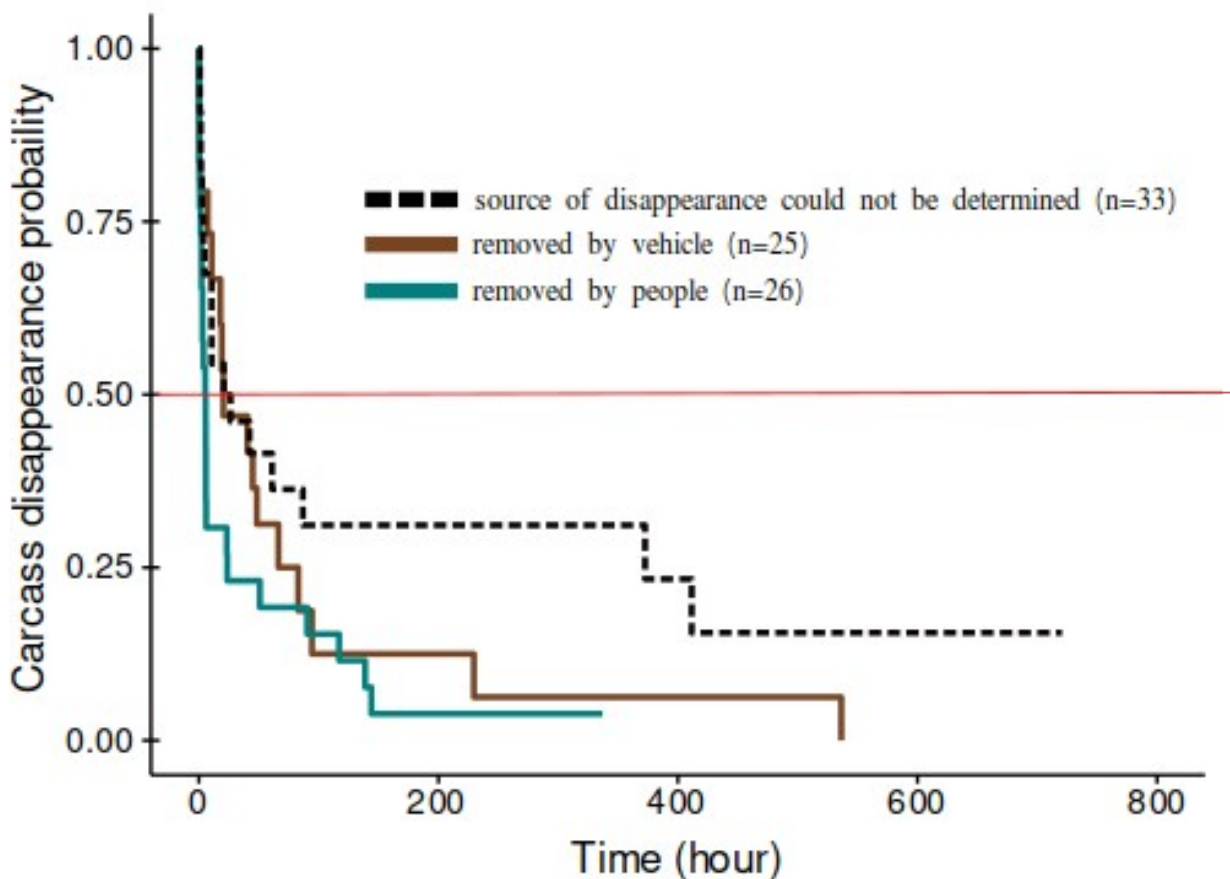 Carcass disappearance probaility
1.00
0.75
0.50
0.25
0.00
source of disappearance could not be determined (n=33)
removed by vehicle (n=25)
removed by people (n=26)
0 200 400 600 800
Time (hour)